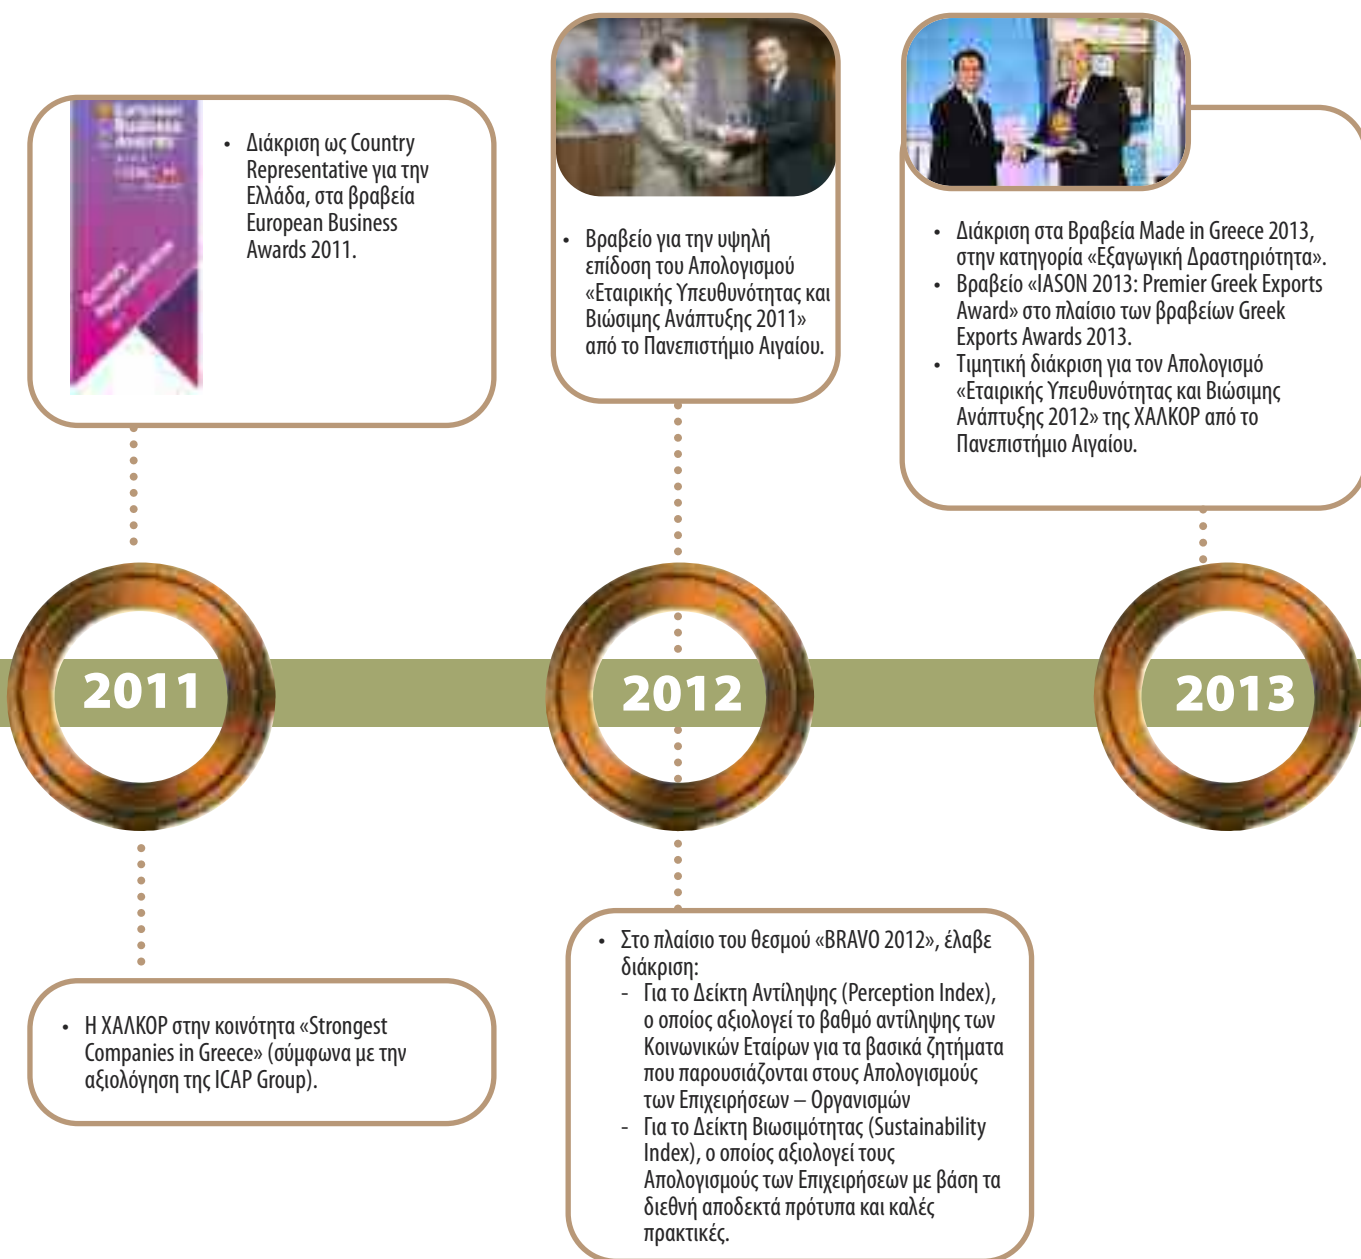 European
Business
Awards
Country
Representative
• Διάκριση ως Country
Representative για την
Ελλάδα, στα βραβεία
European Business
Awards 2011.
• Βραβείο για την υψηλή
επίδοση του Απολογισμού
«Εταιρικής Υπευθυνότητας και
Βιώσιμης Ανάπτυξης 2011»
από το Πανεπιστήμιο Αιγαίου.
• Διάκριση στα Βραβεία Made in Greece 2013,
στην κατηγορία «Εξαγωγική Δραστηριότητα».
• Βραβείο «IASON 2013: Premier Greek Exports
Award» στο πλαίσιο των βραβείων Greek
Exports Awards 2013.
• Τιμητική διάκριση για τον Απολογισμό
«Εταιρικής Υπευθυνότητας και Βιώσιμης
Ανάπτυξης 2012» της ΧΑΛΚΟΡ από το
Πανεπιστήμιο Αιγαίου.
2011
2012
2013
• Η ΧΑΛΚΟΡ στην κοινότητα «Strongest
Companies in Greece» (σύμφωνα με την
αξιολόγηση της ICAP Group).
• Στο πλαίσιο του θεσμού «BRAVO 2012», έλαβε
διάκριση:
- Για το Δείκτη Αντίληψης (Perception Index),
ο οποίος αξιολογεί το βαθμό αντίληψης των
Κοινωνικών Εταίρων για τα βασικά ζητήματα
που παρουσιάζονται στους Απολογισμούς
των Επιχειρήσεων – Οργανισμών
- Για το Δείκτη Βιωσιμότητας (Sustainability
Index), ο οποίος αξιολογεί τους
Απολογισμούς των Επιχειρήσεων με βάση τα
διεθνή αποδεκτά πρότυπα και καλές
πρακτικές.